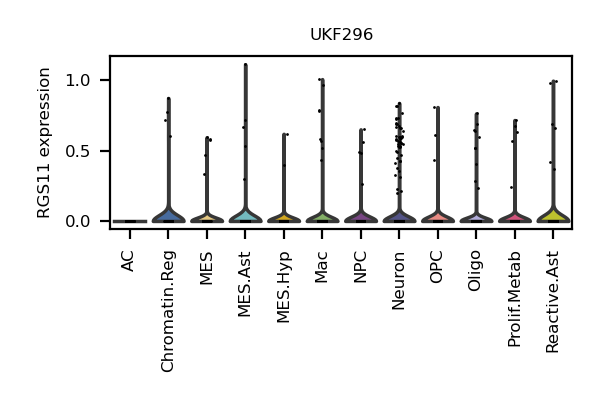 UKF296
RGS11 expression
1.0
0.5
0.0
AC
Chromatin.Reg
MES
MES.Ast
MES.Hyp
Mac
NPC
Neuron
OPC
Oligo
Prolif.Metab
Reactive.Ast